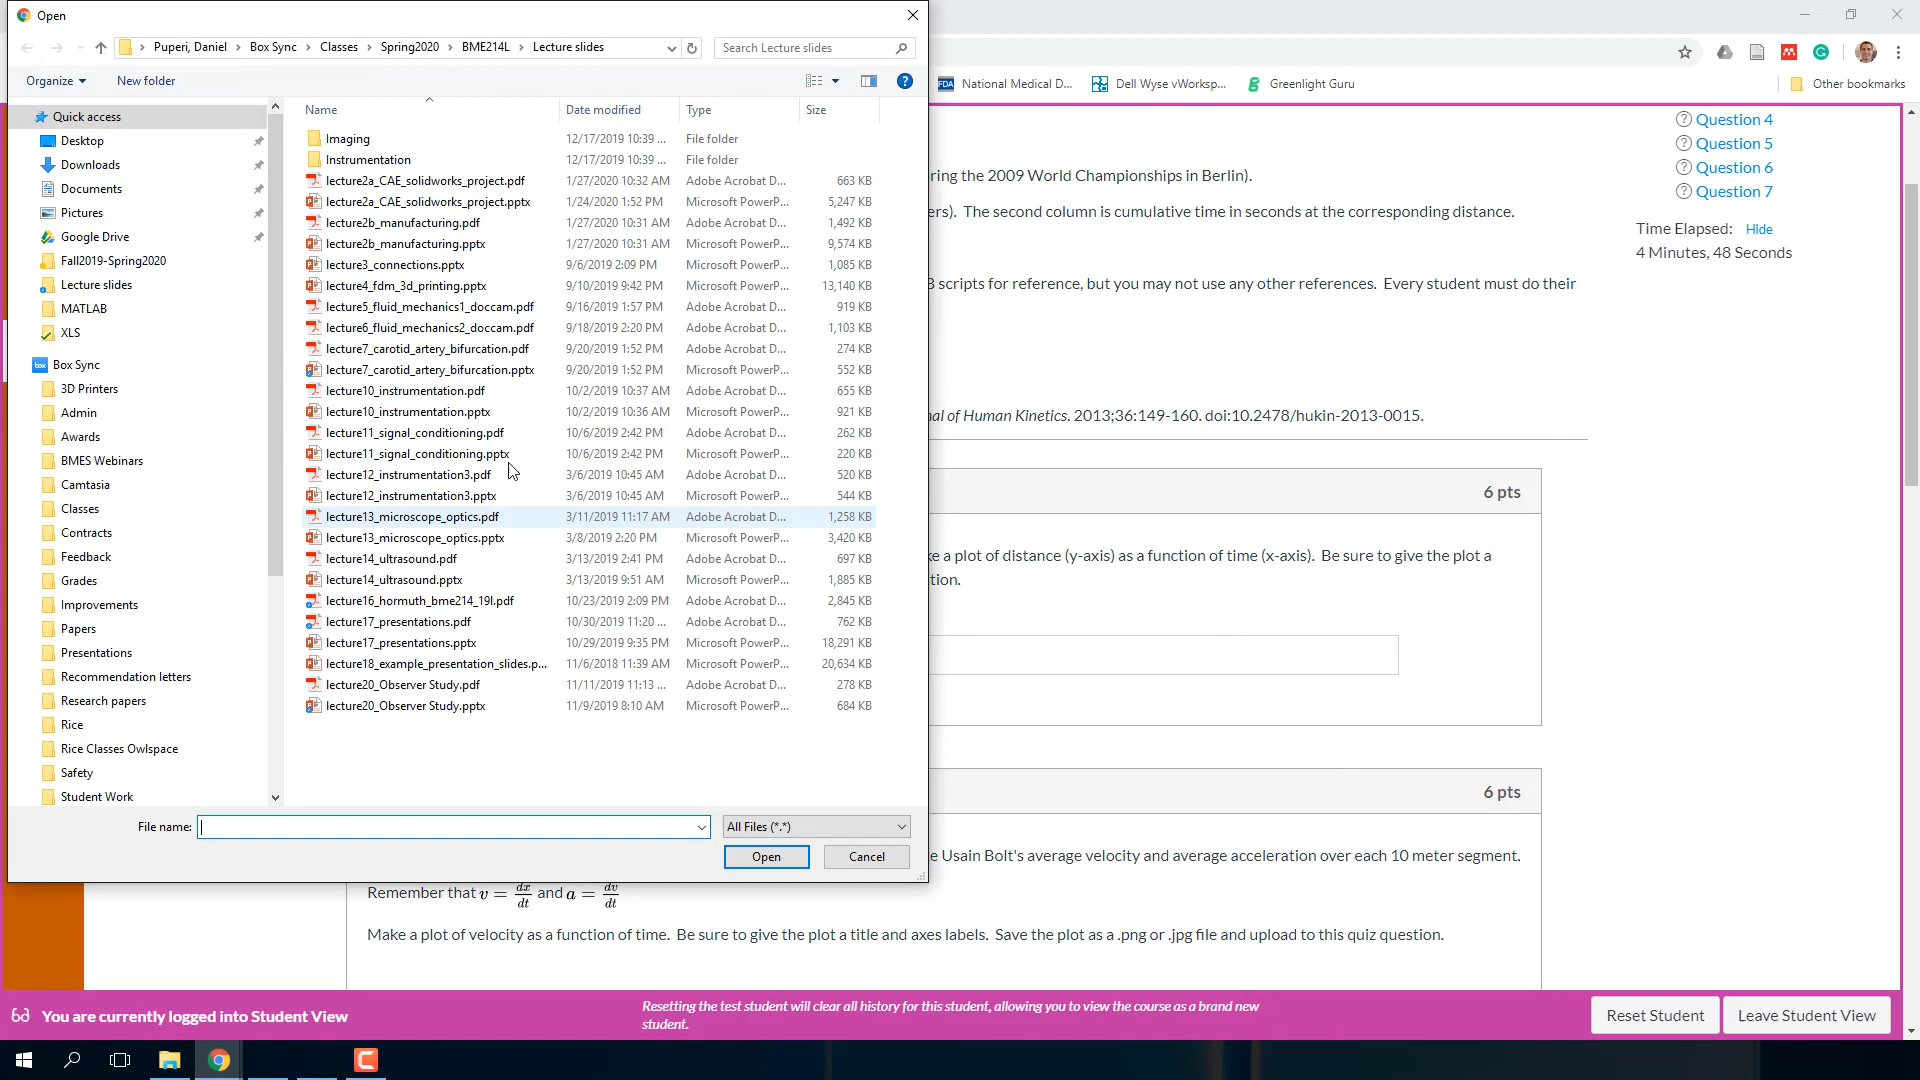 Open
Puperi, Daniel
Box Sync
Classes
Spring2020
BME214L
Lecture slides
Search Lecture slides
Organize
New folder
Name
Date modified
Type
Size
Quick access
Desktop
Downloads
Documents
Pictures
Google Drive
Fall2019-Spring2020
Lecture slides
MATLAB
XLS
Box Sync
3D Printers
Admin
Awards
BMES Webinars
Camtasia
Classes
Contracts
Feedback
Grades
Improvements
Papers
Presentations
Recommendation letters
Research papers
Rice
Rice Classes Owlspace
Safety
Student Work
Imaging 12/17/2019 10:39 ... File folder
Instrumentation 12/17/2019 10:39 ... File folder
lecture2a_CAE_solidworks_project.pdf 1/27/2020 10:32 AM Adobe Acrobat D... 663 KB
lecture2a_CAE_solidworks_project.pptx 1/24/2020 1:52 PM Microsoft PowerP... 5,247 KB
lecture2b_manufacturing.pdf 1/27/2020 10:31 AM Adobe Acrobat D... 1,492 KB
lecture2b_manufacturing.pptx 1/27/2020 10:31 AM Microsoft PowerP... 9,574 KB
lecture3_connections.pptx 9/6/2019 2:09 PM Microsoft PowerP... 1,085 KB
lecture4_fdm_3d_printing.pptx 9/10/2019 9:42 PM Microsoft PowerP... 13,140 KB
lecture5_fluid_mechanics1_doccam.pdf 9/16/2019 1:57 PM Adobe Acrobat D... 919 KB
lecture6_fluid_mechanics2_doccam.pdf 9/18/2019 2:20 PM Adobe Acrobat D... 1,103 KB
lecture7_carotid_artery_bifurcation.pdf 9/20/2019 1:52 PM Adobe Acrobat D... 274 KB
lecture7_carotid_artery_bifurcation.pptx 9/20/2019 1:52 PM Microsoft PowerP... 552 KB
lecture10_instrumentation.pdf 10/2/2019 10:37 AM Adobe Acrobat D... 655 KB
lecture10_instrumentation.pptx 10/2/2019 10:36 AM Microsoft PowerP... 921 KB
lecture11_signal_conditioning.pdf 10/6/2019 2:42 PM Adobe Acrobat D... 262 KB
lecture11_signal_conditioning.pptx 10/6/2019 2:42 PM Microsoft PowerP... 220 KB
lecture12_instrumentation3.pdf 3/6/2019 10:45 AM Adobe Acrobat D... 520 KB
lecture12_instrumentation3.pptx 3/6/2019 10:45 AM Microsoft PowerP... 544 KB
lecture13_microscope_optics.pdf 3/11/2019 11:17 AM Adobe Acrobat D... 1,258 KB
lecture13_microscope_optics.pptx 3/8/2019 2:20 PM Microsoft PowerP... 3,420 KB
lecture14_ultrasound.pdf 3/13/2019 2:41 PM Adobe Acrobat D... 697 KB
lecture14_ultrasound.pptx 3/13/2019 9:51 AM Microsoft PowerP... 1,885 KB
lecture16_hormuth_bme214_19l.pdf 10/23/2019 2:09 PM Adobe Acrobat D... 2,845 KB
lecture17_presentations.pdf 10/30/2019 11:20 ... Adobe Acrobat D... 762 KB
lecture17_presentations.pptx 10/29/2019 9:35 PM Microsoft PowerP... 18,291 KB
lecture18_example_presentation_slides.p... 11/6/2018 11:39 AM Microsoft PowerP... 20,634 KB
lecture20_Observer Study.pdf 11/11/2019 11:13 ... Adobe Acrobat D... 278 KB
lecture20_Observer Study.pptx 11/9/2019 8:10 AM Microsoft PowerP... 684 KB
File name:
All Files (*.*)
Open
Cancel
FDA National Medical D...
Dell Wyse vWorksp...
Greenlight Guru
Other bookmarks
Question 4
Question 5
Question 6
Question 7
Time Elapsed: Hide
4 Minutes, 48 Seconds
ring the 2009 World Championships in Berlin).
ers). The second column is cumulative time in seconds at the corresponding distance.
B scripts for reference, but you may not use any other references. Every student must do their
nal of Human Kinetics. 2013;36:149-160. doi:10.2478/hukin-2013-0015.
6 pts
ke a plot of distance (y-axis) as a function of time (x-axis). Be sure to give the plot a
tion.
6 pts
e Usain Bolt's average velocity and average acceleration over each 10 meter segment.
Remember that v = dx/dt and a = dv/dt
Make a plot of velocity as a function of time. Be sure to give the plot a title and axes labels. Save the plot as a .png or .jpg file and upload to this quiz question.
You are currently logged into Student View
Resetting the test student will clear all history for this student, allowing you to view the course as a brand new
student.
Reset Student
Leave Student View